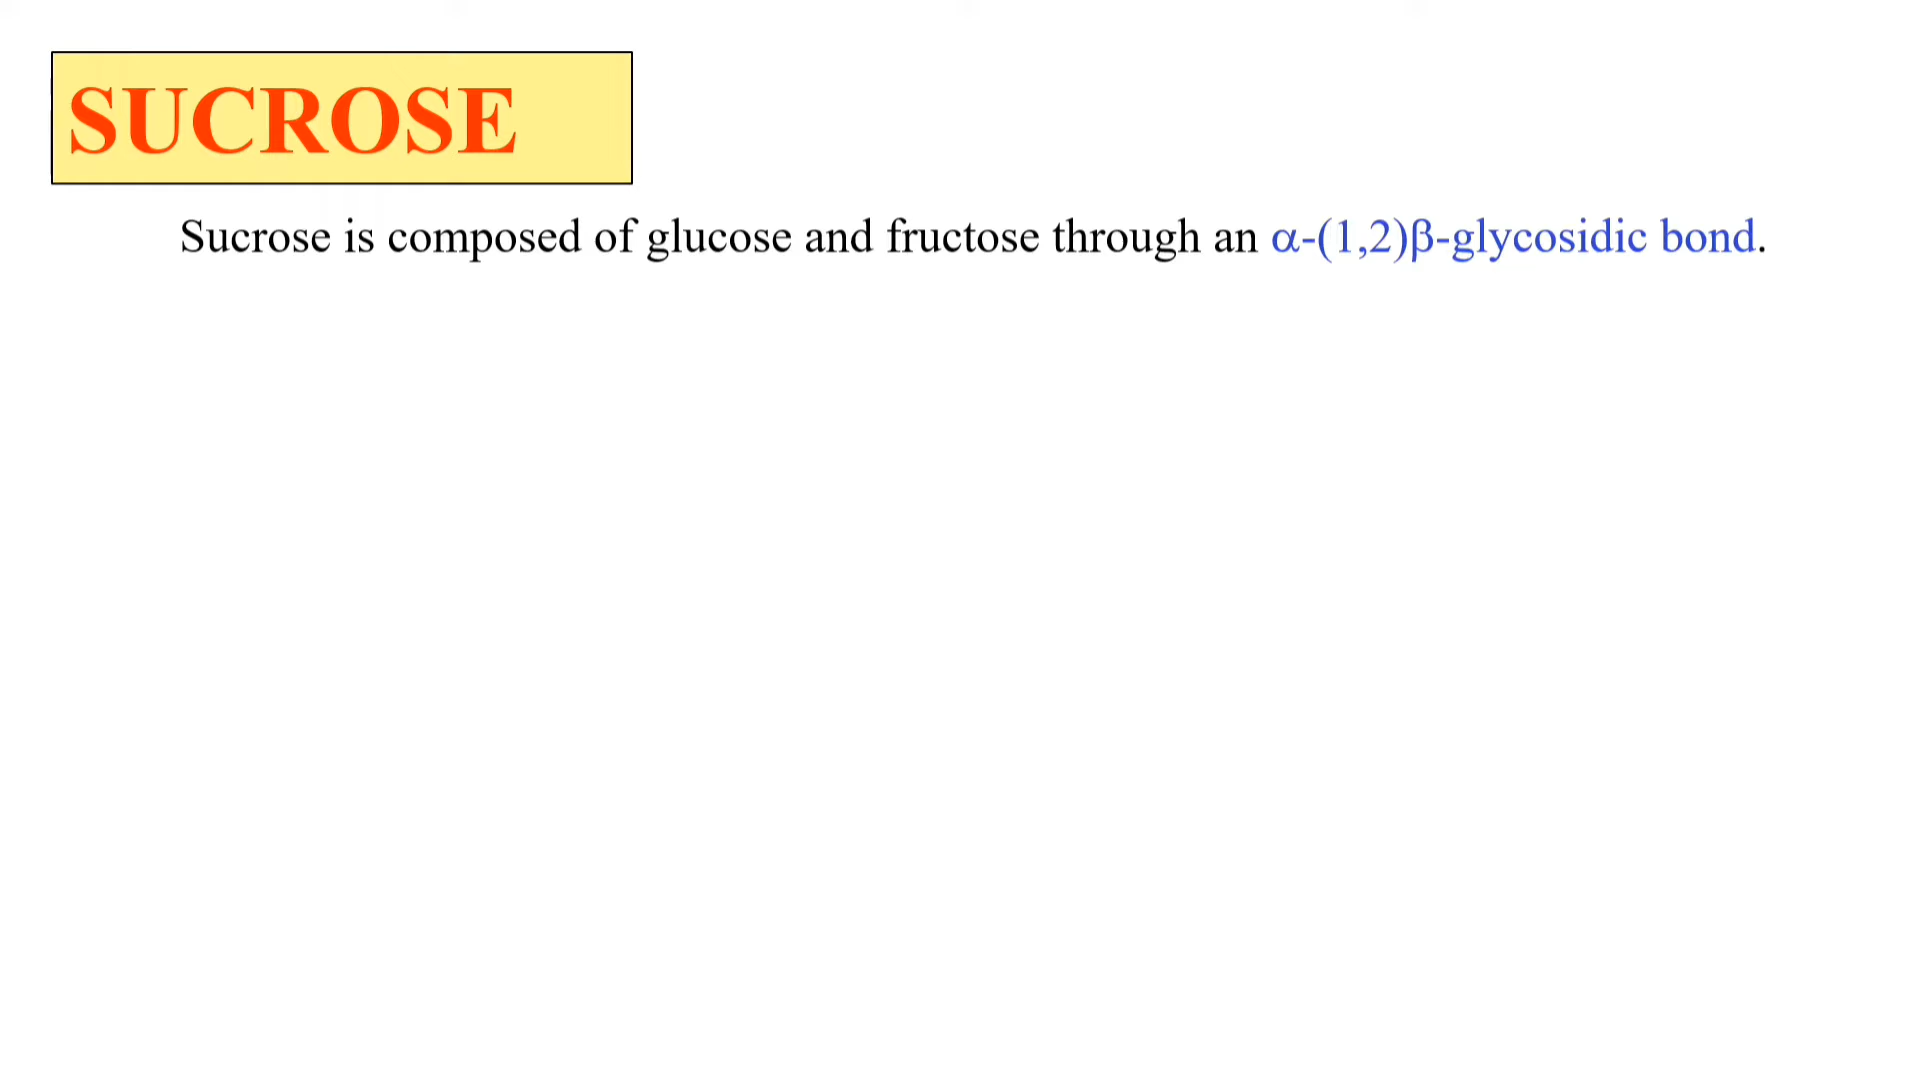 SUCROSE
Sucrose is composed of glucose and fructose through an α-(1,2)β-glycosidic bond.